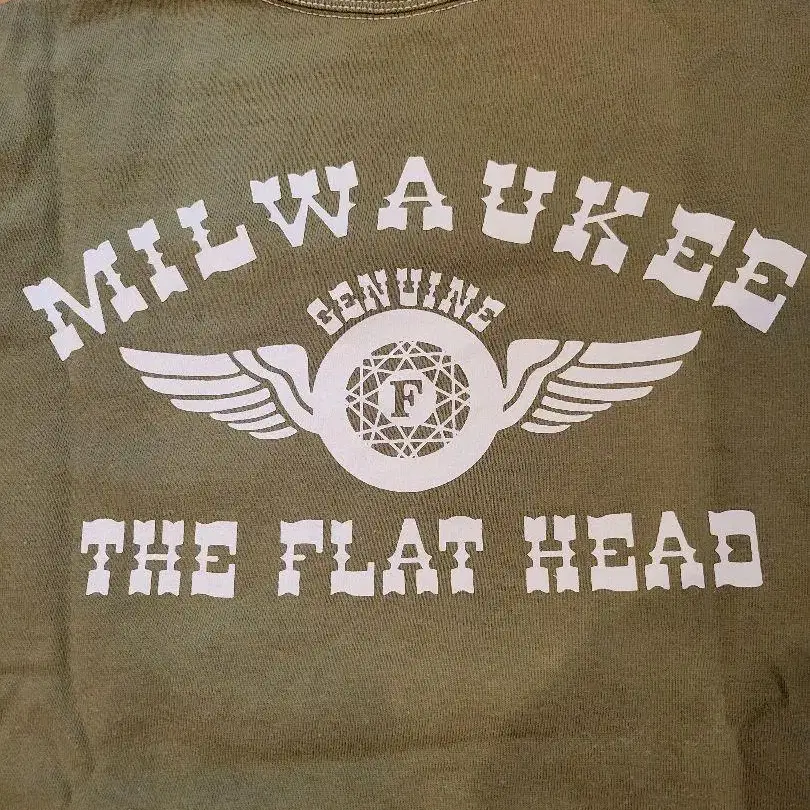 MILWAUKEE
GENUINE
F
THE FLAT HEAD